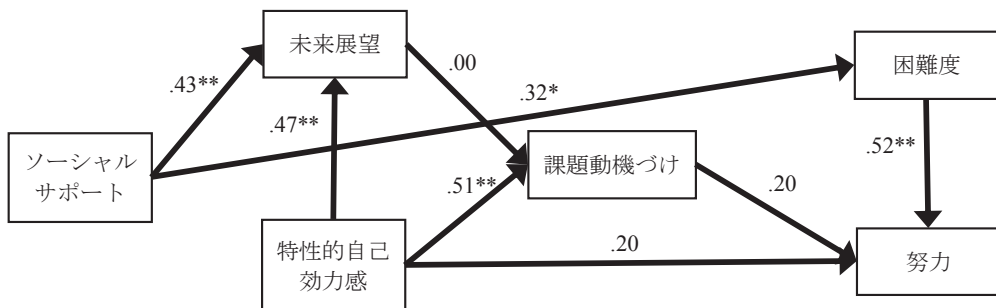 未来展望
.00
困難度
.43**
.32*
.47**
ソーシャル
サポート
課題動機づけ
.52**
.51**
.20
特性的自己
効力感
.20
努力